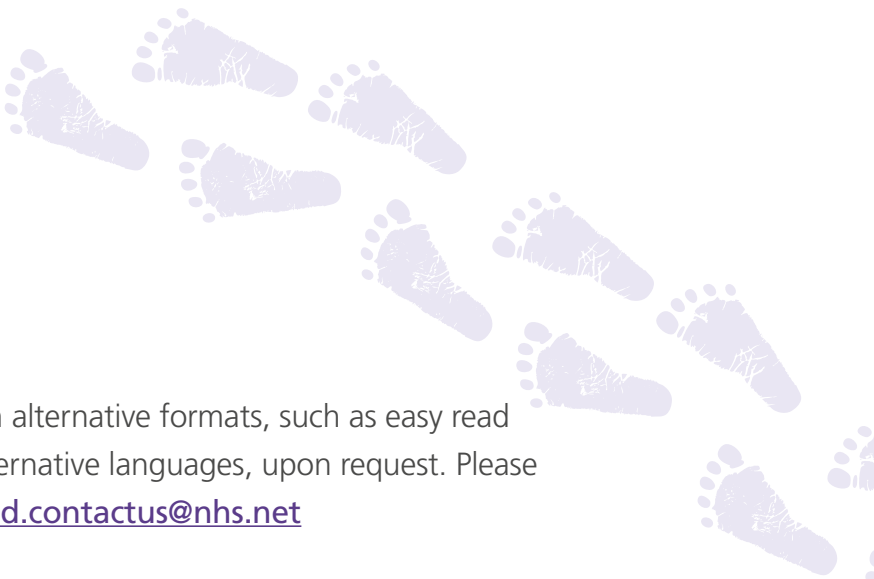 alternative formats, such as easy read
ernative languages, upon request. Please
d.contactus@nhs.net